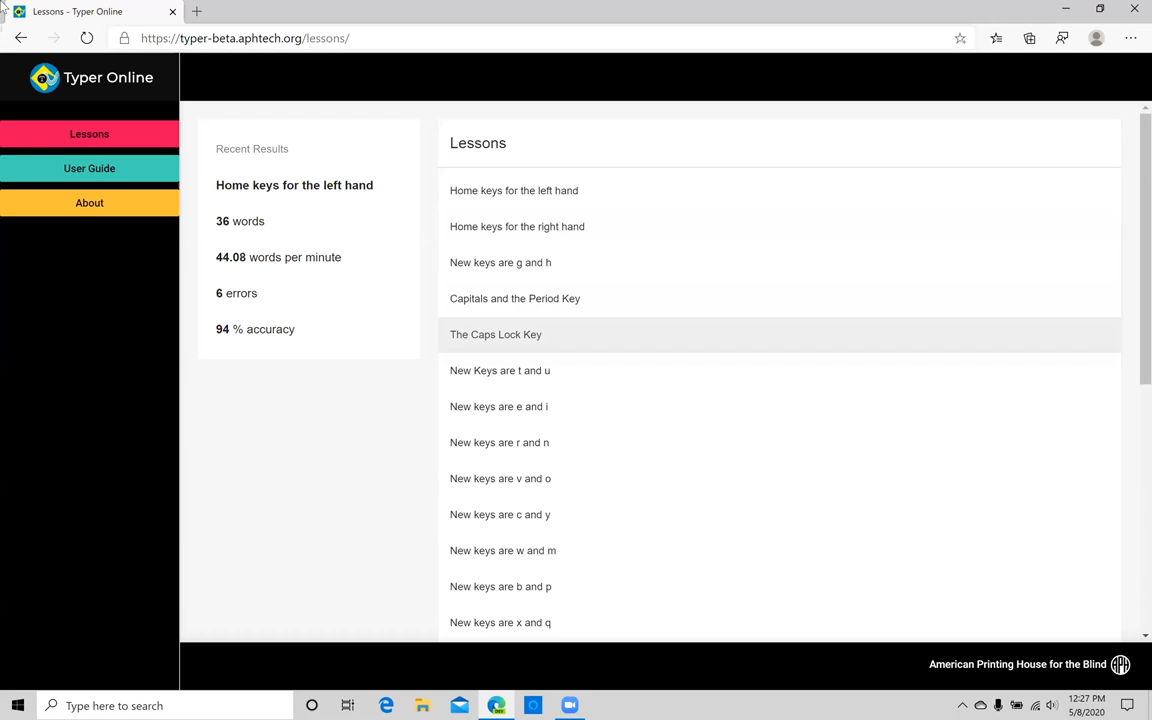 Lessons - Typer Online
https://typer-beta.aphtech.org/lessons/
Typer Online
Lessons
User Guide
About
Recent Results
Home keys for the left hand
36 words
44.08 words per minute
6 errors
94 % accuracy
Lessons
Home keys for the left hand
Home keys for the right hand
New keys are g and h
Capitals and the Period Key
The Caps Lock Key
New Keys are t and u
New keys are e and i
New keys are r and n
New keys are v and o
New keys are c and y
New keys are w and m
New keys are b and p
New keys are x and q
American Printing House for the Blind
Type here to search
12:27 PM
5/8/2020